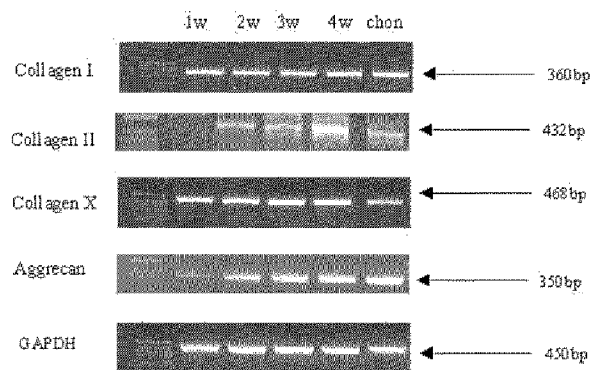 1w 2w 3w 4w chon
Collagen I 360bp
Collagen II 432bp
Collagen X 468bp
Aggrecan 350bp
GAPDH 450bp